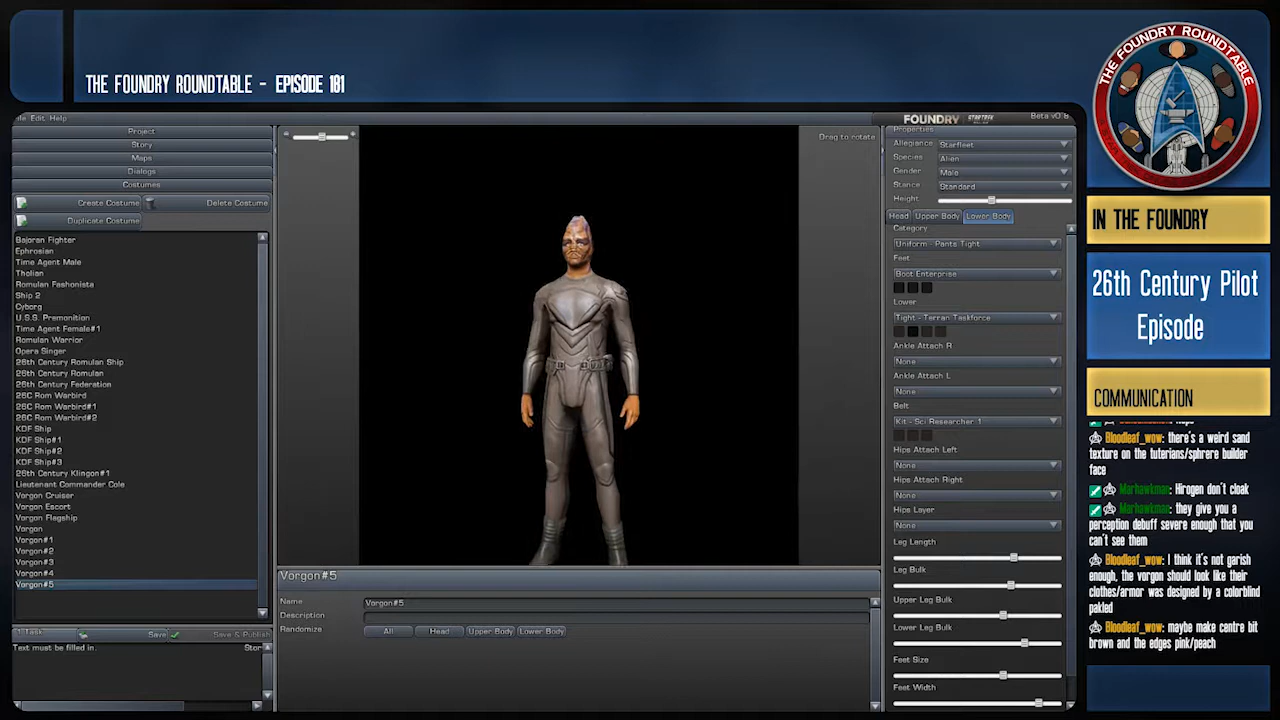 THE FOUNDRY ROUNDTABLE - EPISODE 181
THE FOUNDRY ROUNDTABLE
Edit Help
FOUNDRY
Beta v0.8
Project
Story
Maps
Dialogs
Costumes
Create Costume
Delete Costume
Duplicate Costume
Bajoran Fighter
Ephrosian
Time Agent Male
Tholian
Romulan Fashonista
Ship 2
Cyborg
U.S.S. Premonition
Time Agent Female#1
Romulan Warrior
Opera Singer
26th Century Romulan Ship
26th Century Romulan
26th Century Federation
26C Rom Warbird
26C Rom Warbird#1
26C Rom Warbird#2
KDF Ship
KDF Ship#1
KDF Ship#2
KDF Ship#3
26th Century Klingon#1
Lieutenant Commander Cole
Vorgon Cruiser
Vorgon Escort
Vorgon Flagship
Vorgon
Vorgon#1
Vorgon#2
Vorgon#3
Vorgon#4
Vorgon#5
1 Task
Save
Save & Publish
Text must be filled in.
Stor
Drag to rotate
Vorgon#5
Name
Vorgon#5
Description
Randomize
All
Head
Upper Body
Lower Body
Properties
Allegiance
Starfleet
Species
Alien
Gender
Male
Stance
Standard
Height
Head
Upper Body
Lower Body
Category
Uniform - Pants Tight
Feet
Boot Enterprise
Lower
Tight - Terran Taskforce
Ankle Attach R
None
Ankle Attach L
None
Belt
Kit - Sci Researcher 1
Hips Attach Left
None
Hips Attach Right
None
Hips Layer
None
Leg Length
Leg Bulk
Upper Leg Bulk
Lower Leg Bulk
Feet Size
Feet Width
IN THE FOUNDRY
26th Century Pilot
Episode
COMMUNICATION
Bloodleaf_wow: there's a weird sand
texture on the tuterians/sphrere builder
face
Marhawkman: Hirogen don't cloak
Marhawkman: they give you a
perception debuff severe enough that you
can't see them
Bloodleaf_wow: I think it's not garish
enough, the vorgon should look like their
clothes/armor was designed by a colorblind
pakled
Bloodleaf_wow: maybe make centre bit
brown and the edges pink/peach